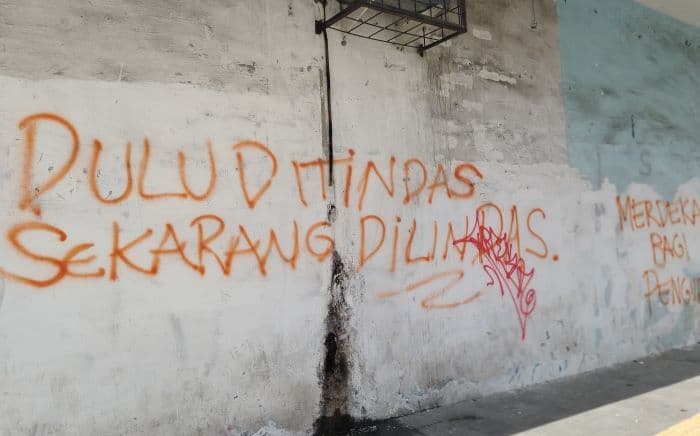 DULU DITINDAS
SEKARANG DILINDAS.
MERDEKA
BAGI